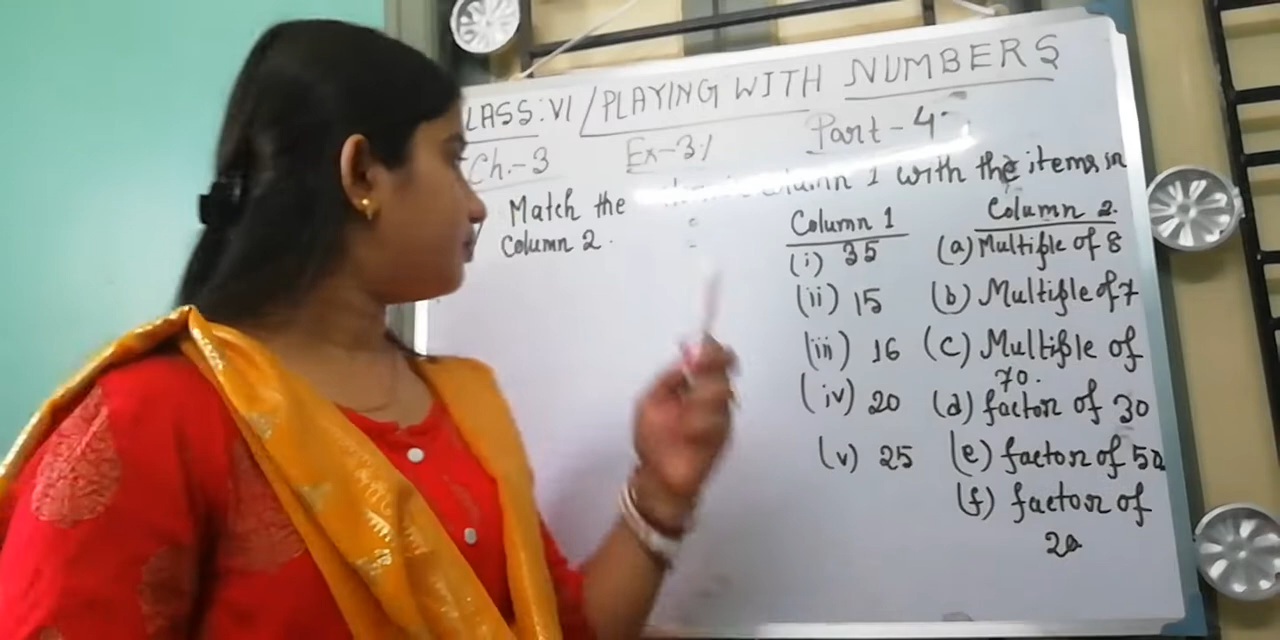 LASS: VI / PLAYING WITH NUMBERS
Ch.-3 Ex-3.1 Part-4
Match the column 1 with the items in
Column 2.
Column 1 Column 2.
(i) 35 (a) Multiple of 8
(ii) 15 (b) Multiple of 7
(iii) 16 (c) Multiple of
70.
(iv) 20 (d) factor of 30
(v) 25 (e) factor of 50
(f) factor of
20